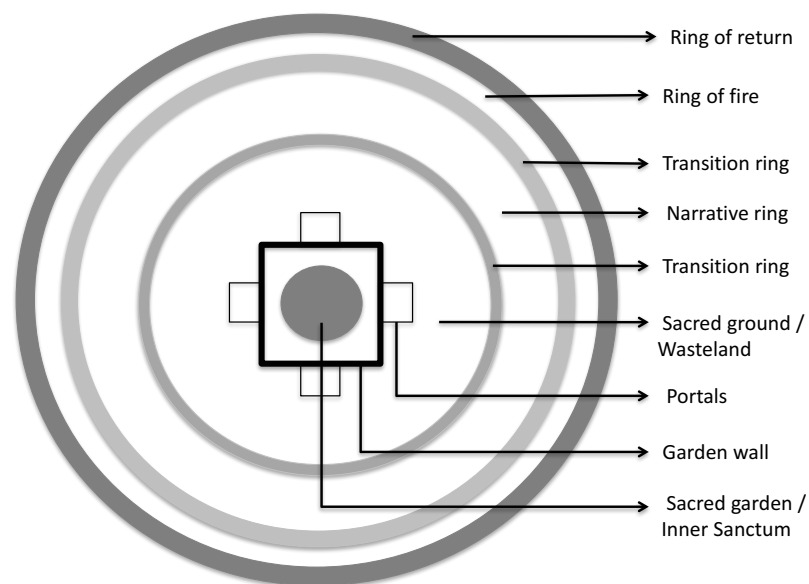 Ring of return
Ring of fire
Transition ring
Narrative ring
Transition ring
Sacred ground /
Wasteland
Portals
Garden wall
Sacred garden /
Inner Sanctum